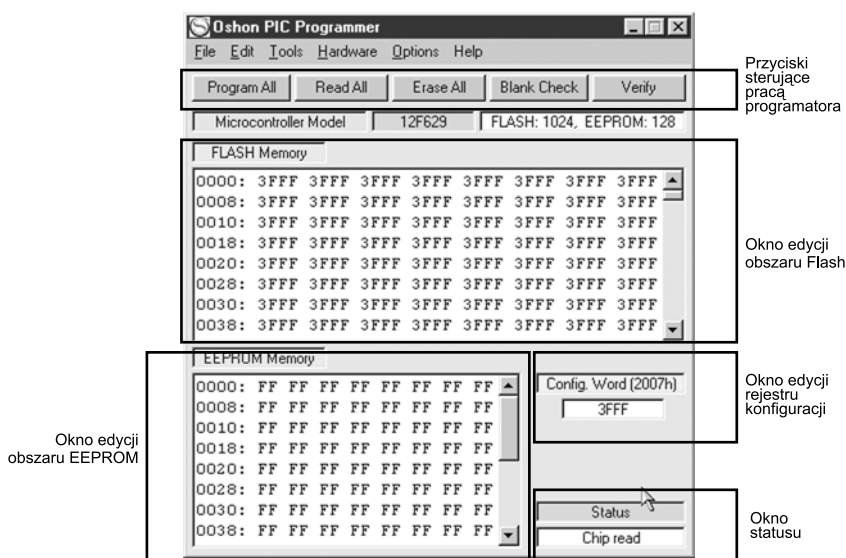 Oshon PIC Programmer
File Edit Tools Hardware Options Help
Program All Read All Erase All Blank Check Verify
Przyciski
sterujące
pracą
programatora
Microcontroller Model 12F629 FLASH: 1024, EEPROM: 128
FLASH Memory
0000: 3FFF 3FFF 3FFF 3FFF 3FFF 3FFF 3FFF 3FFF
0008: 3FFF 3FFF 3FFF 3FFF 3FFF 3FFF 3FFF 3FFF
0010: 3FFF 3FFF 3FFF 3FFF 3FFF 3FFF 3FFF 3FFF
0018: 3FFF 3FFF 3FFF 3FFF 3FFF 3FFF 3FFF 3FFF
0020: 3FFF 3FFF 3FFF 3FFF 3FFF 3FFF 3FFF 3FFF
0028: 3FFF 3FFF 3FFF 3FFF 3FFF 3FFF 3FFF 3FFF
0030: 3FFF 3FFF 3FFF 3FFF 3FFF 3FFF 3FFF 3FFF
0038: 3FFF 3FFF 3FFF 3FFF 3FFF 3FFF 3FFF 3FFF
Okno edycji
obszaru Flash
EEPROM Memory
0000: FF FF FF FF FF FF FF FF
0008: FF FF FF FF FF FF FF FF
0010: FF FF FF FF FF FF FF FF
0018: FF FF FF FF FF FF FF FF
0020: FF FF FF FF FF FF FF FF
0028: FF FF FF FF FF FF FF FF
0030: FF FF FF FF FF FF FF FF
0038: FF FF FF FF FF FF FF FF
Okno edycji
obszaru EEPROM
Config. Word (2007h)
3FFF
Okno edycji
rejestru
konfiguracji
Status
Chip read
Okno
statusu